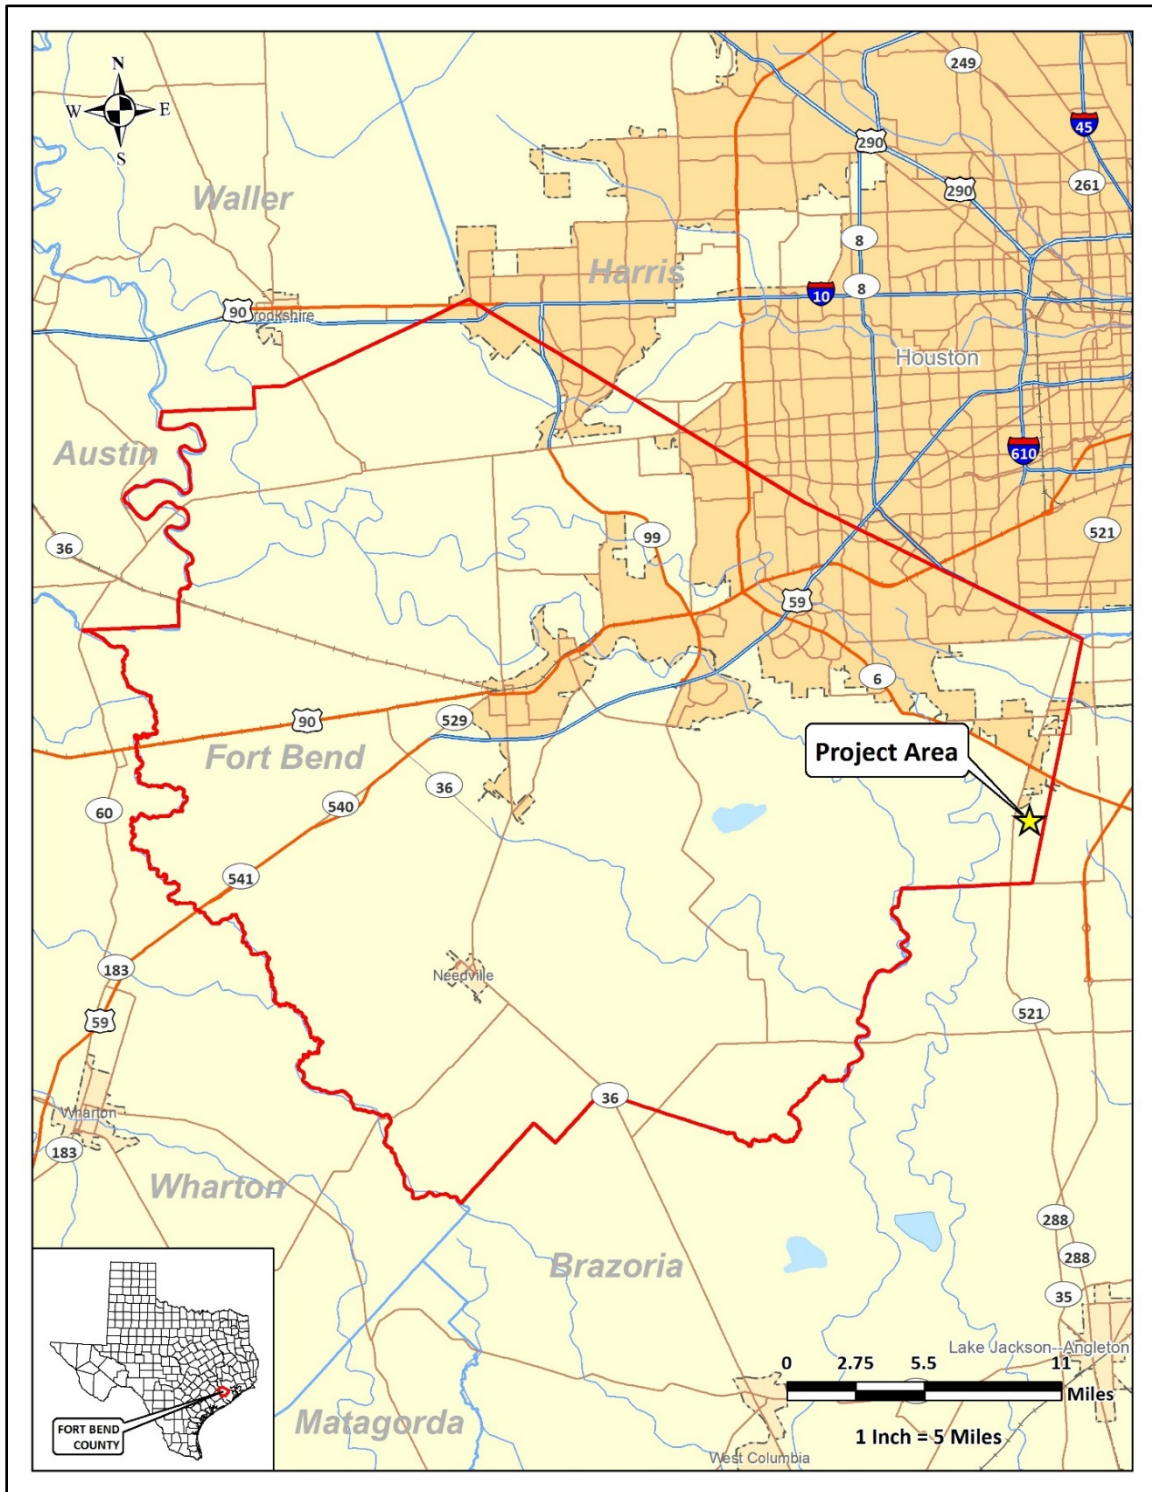 N
W E
S
249
45
290
261
290
Waller
8
Harris
8
10
90
rookshire
Houston
Austin
610
36
521
99
59
6
90
529
Project Area
Fort Bend
36
60
540
541
183
Needville
59
521
36
Wharton
183
Wharton
288
288
Brazoria
35
Lake Jackson--Angleton
0 2.75 5.5 11
Miles
Matagorda
FORT BEND
COUNTY
1 Inch = 5 Miles
West Columbia